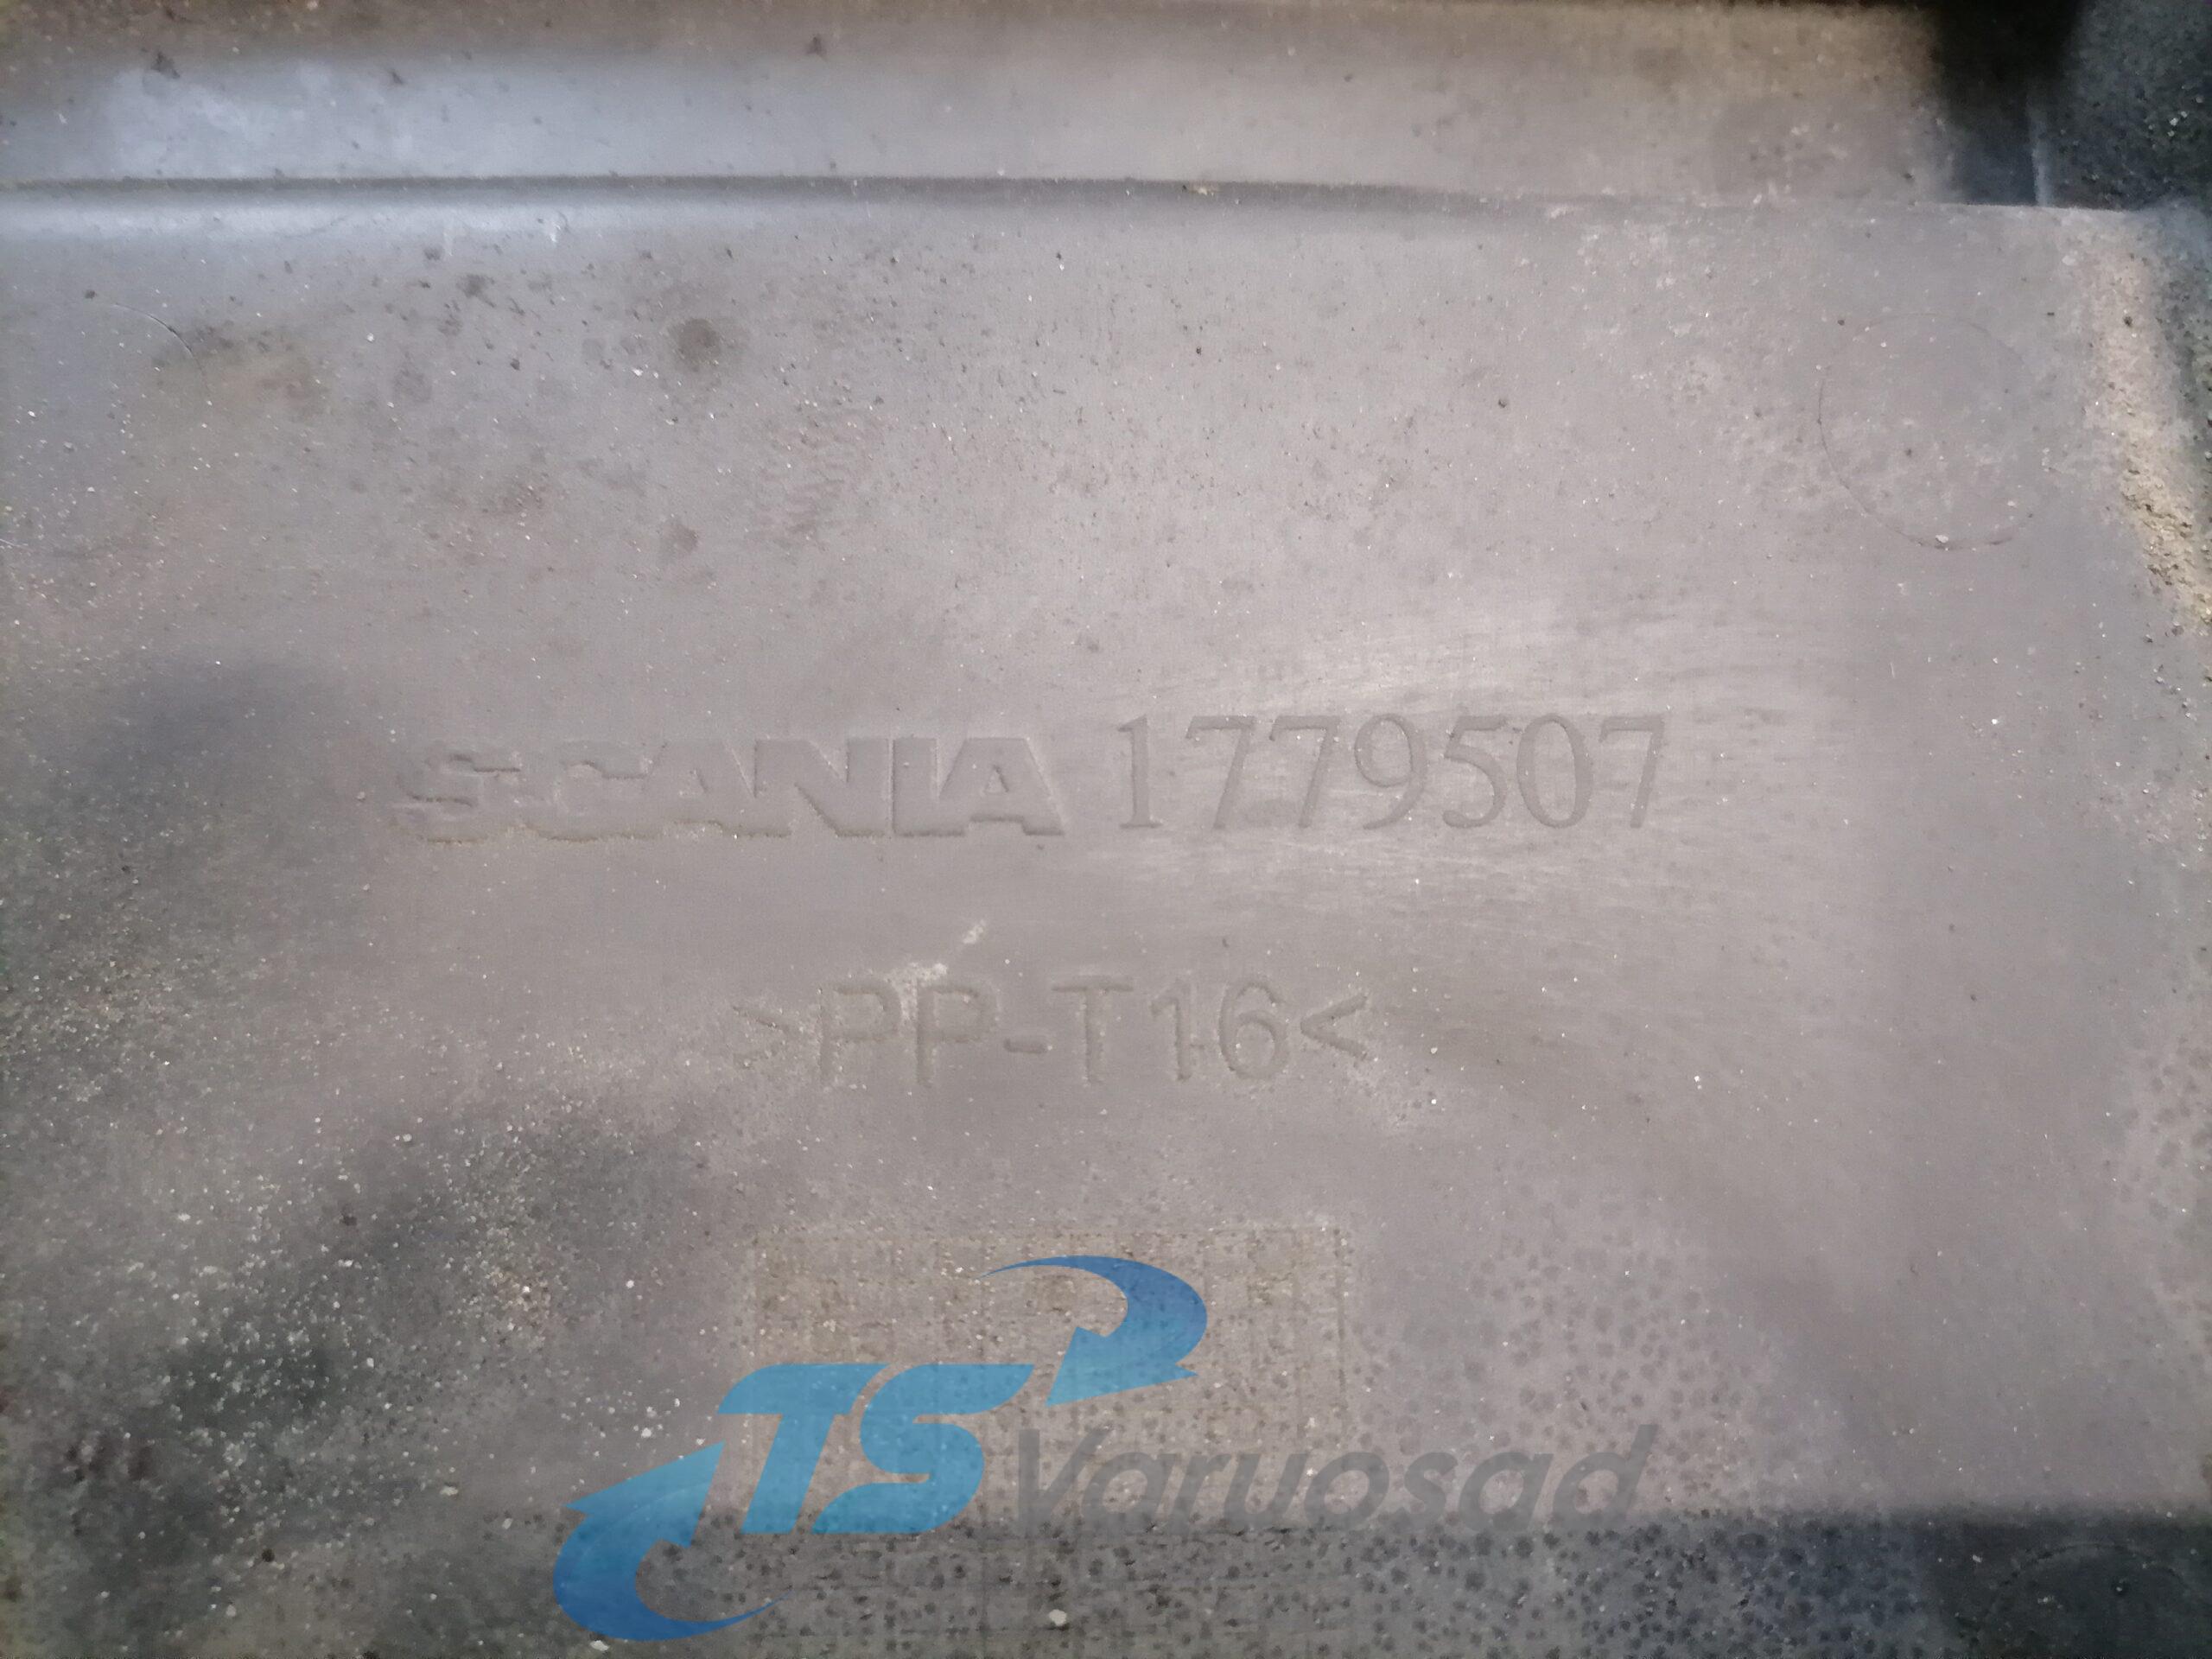 SCANIA 1779507
>PP-T16<
TS Varuosad